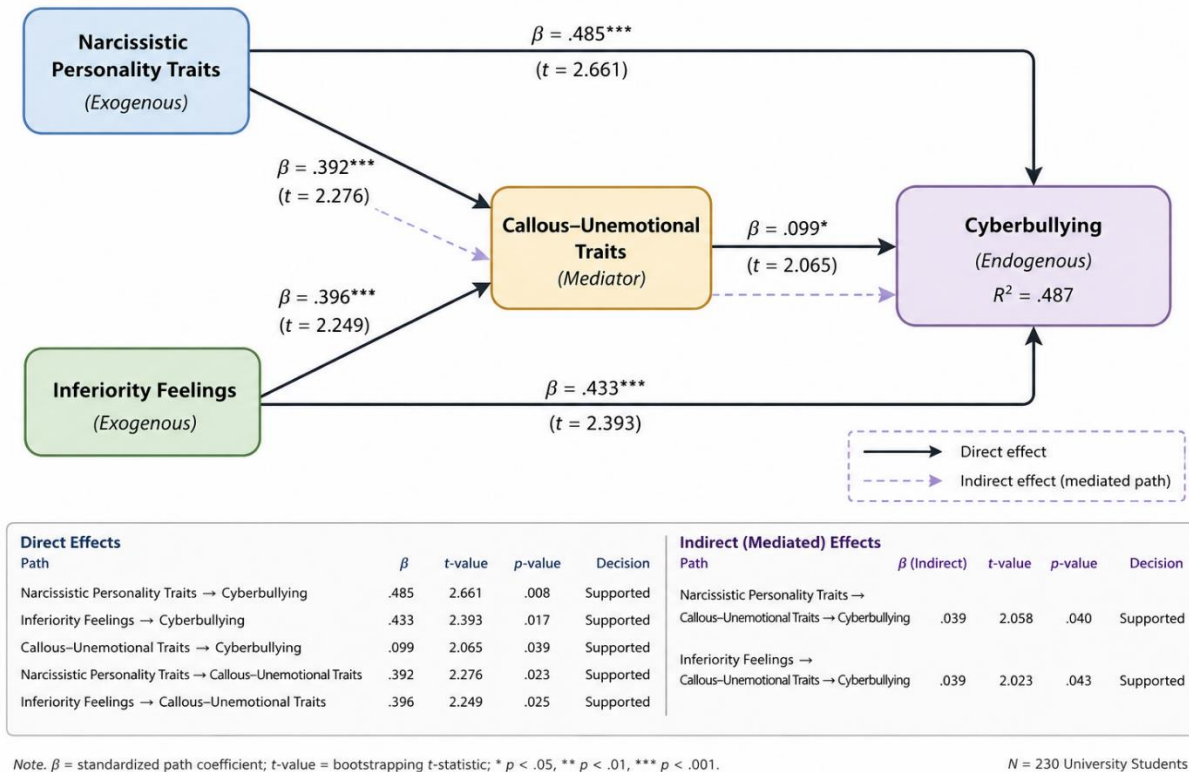 Narcissistic
Personality Traits
(Exogenous)
β = .485***
(t = 2.661)
β = .392***
(t = 2.276)
Callous–Unemotional
Traits
(Mediator)
β = .099*
(t = 2.065)
Cyberbullying
(Endogenous)
R² = .487
β = .396***
(t = 2.249)
Inferiority Feelings
(Exogenous)
β = .433***
(t = 2.393)
Direct effect
Indirect effect (mediated path)
Direct Effects
Path β t-value p-value Decision
Narcissistic Personality Traits → Cyberbullying .485 2.661 .008 Supported
Inferiority Feelings → Cyberbullying .433 2.393 .017 Supported
Callous–Unemotional Traits → Cyberbullying .099 2.065 .039 Supported
Narcissistic Personality Traits → Callous–Unemotional Traits .392 2.276 .023 Supported
Inferiority Feelings → Callous–Unemotional Traits .396 2.249 .025 Supported
Indirect (Mediated) Effects
Path β (Indirect) t-value p-value Decision
Narcissistic Personality Traits →
Callous–Unemotional Traits → Cyberbullying .039 2.058 .040 Supported
Inferiority Feelings →
Callous–Unemotional Traits → Cyberbullying .039 2.023 .043 Supported
Note. β = standardized path coefficient; t-value = bootstrapping t-statistic; * p < .05, ** p < .01, *** p < .001.
N = 230 University Students